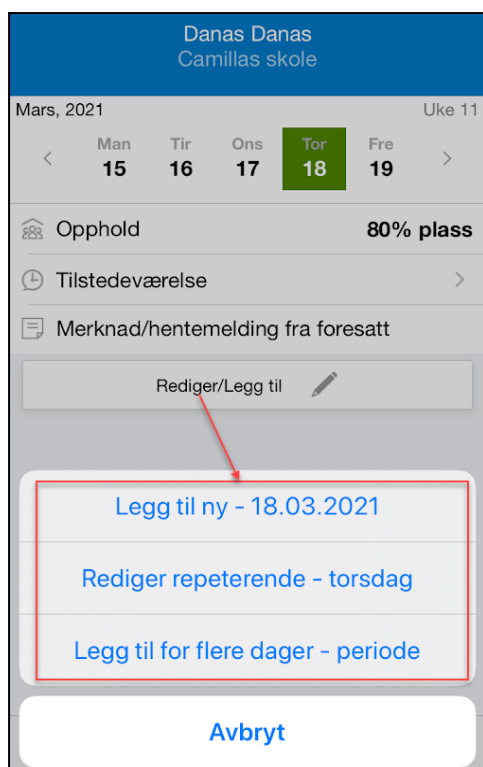 Danas Danas
Camillas skole
Mars, 2021 Uke 11
Man Tir Ons Tor Fre
15 16 17 18 19
Opphold 80% plass
Tilstedeværelse
Merknad/hentemelding fra foresatt
Rediger/Legg til
Legg til ny - 18.03.2021
Rediger repeterende - torsdag
Legg til for flere dager - periode
Avbryt